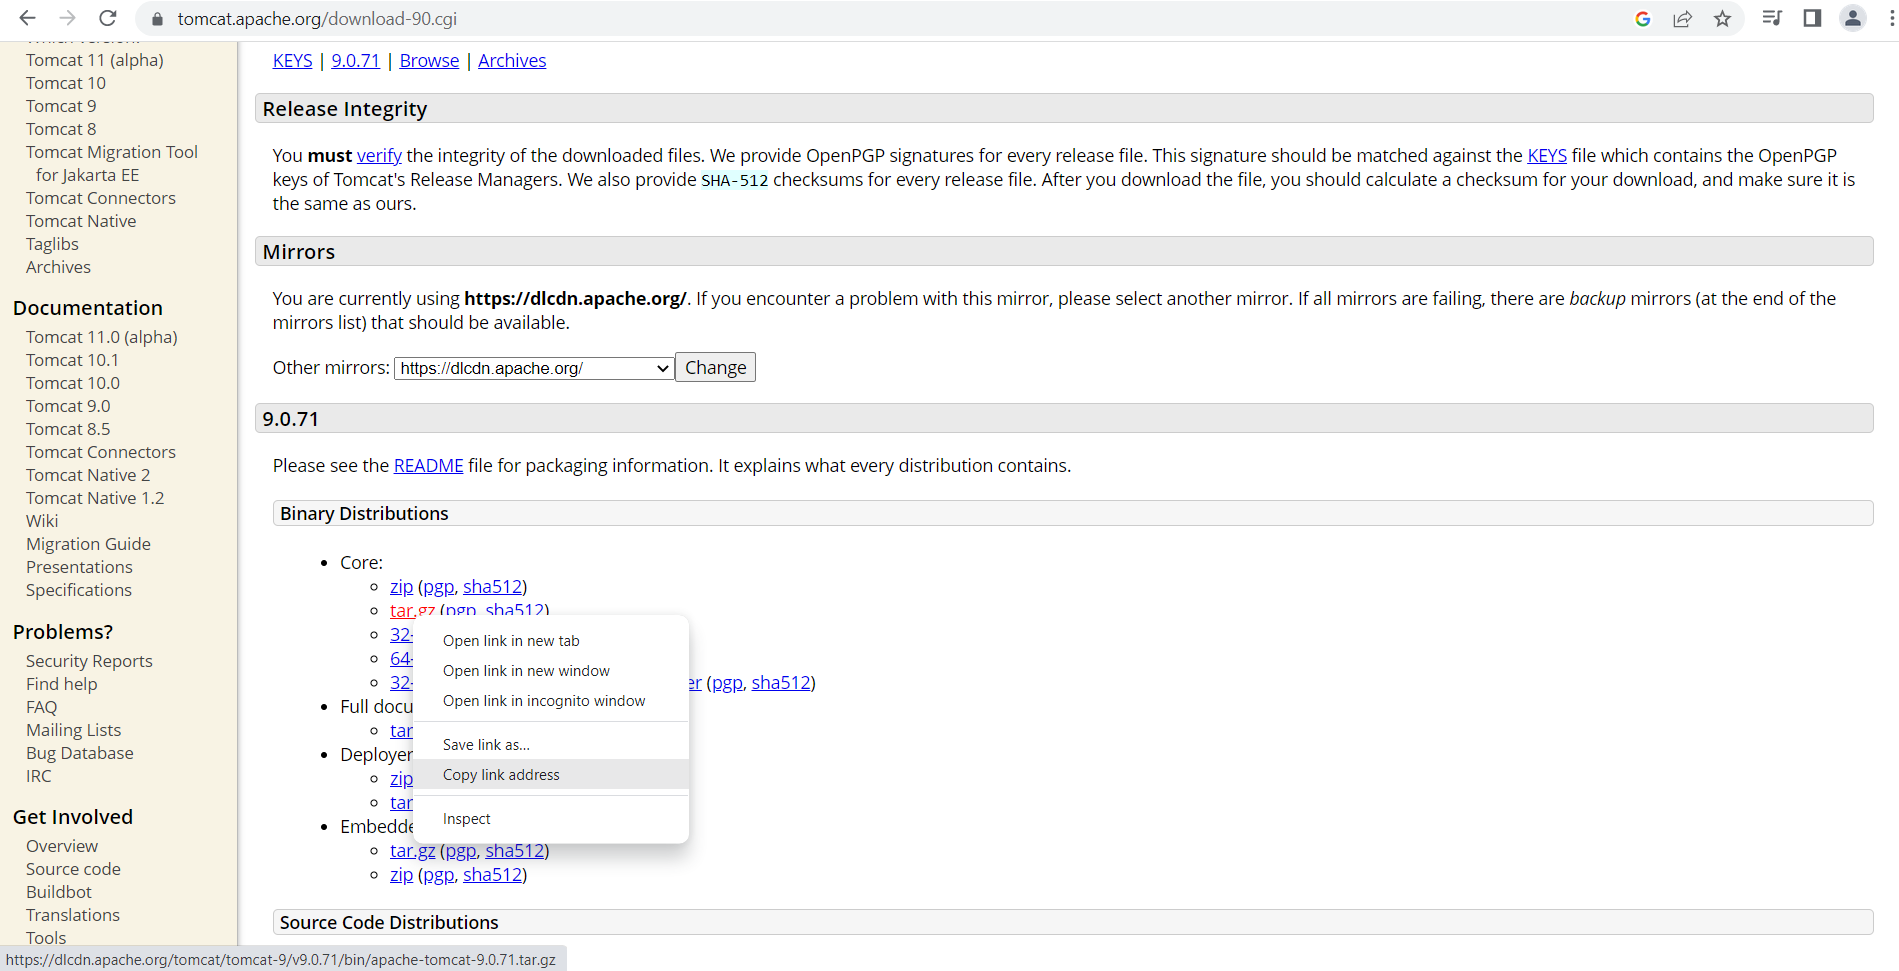 tomcat.apache.org/download-90.cgi
Tomcat 11 (alpha)
Tomcat 10
Tomcat 9
Tomcat 8
Tomcat Migration Tool
for Jakarta EE
Tomcat Connectors
Tomcat Native
Taglibs
Archives
Documentation
Tomcat 11.0 (alpha)
Tomcat 10.1
Tomcat 10.0
Tomcat 9.0
Tomcat 8.5
Tomcat Connectors
Tomcat Native 2
Tomcat Native 1.2
Wiki
Migration Guide
Presentations
Specifications
Problems?
Security Reports
Find help
FAQ
Mailing Lists
Bug Database
IRC
Get Involved
Overview
Source code
Buildbot
Translations
Tools
KEYS | 9.0.71 | Browse | Archives
Release Integrity
You must verify the integrity of the downloaded files. We provide OpenPGP signatures for every release file. This signature should be matched against the KEYS file which contains the OpenPGP
keys of Tomcat's Release Managers. We also provide SHA-512 checksums for every release file. After you download the file, you should calculate a checksum for your download, and make sure it is
the same as ours.
Mirrors
You are currently using https://dlcdn.apache.org/. If you encounter a problem with this mirror, please select another mirror. If all mirrors are failing, there are backup mirrors (at the end of the
mirrors list) that should be available.
Other mirrors: https://dlcdn.apache.org/ Change
9.0.71
Please see the README file for packaging information. It explains what every distribution contains.
Binary Distributions
Core:
zip (pgp, sha512)
tar.gz (pgp, sha512)
32-
64-
32- er (pgp, sha512)
Full docu
tar
Deployer
zip
tar
Embedde
tar.gz (pgp, sha512)
zip (pgp, sha512)
Open link in new tab
Open link in new window
Open link in incognito window
Save link as...
Copy link address
Inspect
Source Code Distributions
https://dlcdn.apache.org/tomcat/tomcat-9/v9.0.71/bin/apache-tomcat-9.0.71.tar.gz